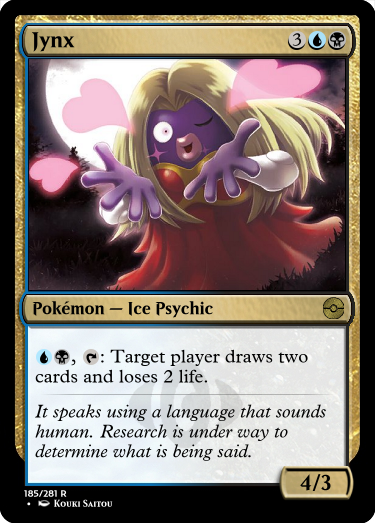 Jynx 3
Pokémon — Ice Psychic
: Target player draws two
cards and loses 2 life.
It speaks using a language that sounds
human. Research is under way to
determine what is being said.
4/3
185/281 R
• Kouki Saitou